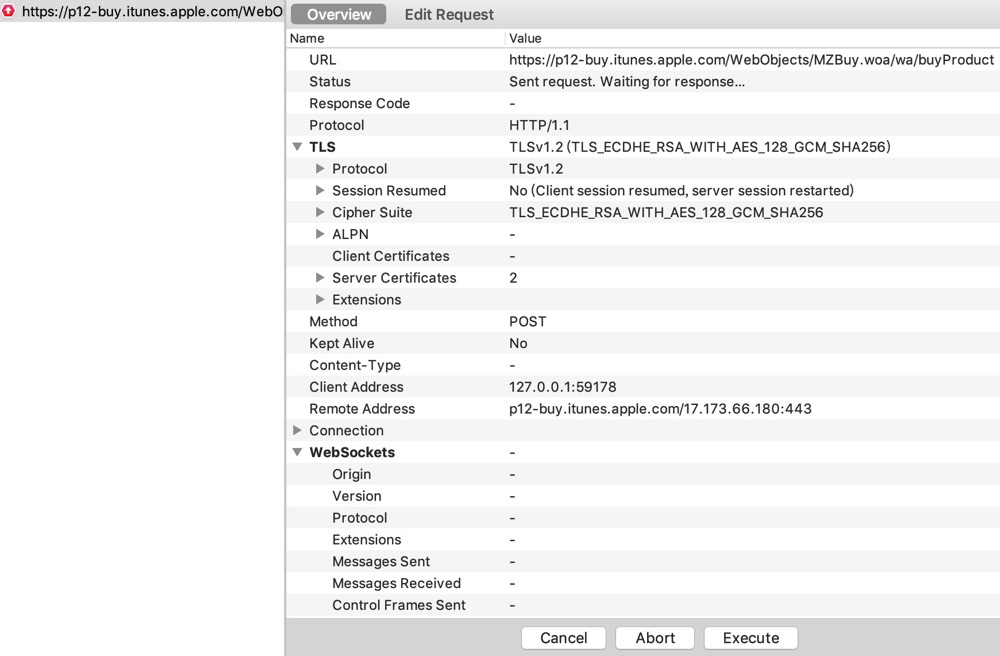 https://p12-buy.itunes.apple.com/WebO
Overview Edit Request
Name Value
URL https://p12-buy.itunes.apple.com/WebObjects/MZBuy.woa/wa/buyProduct
Status Sent request. Waiting for response...
Response Code -
Protocol HTTP/1.1
TLS TLSv1.2 (TLS_ECDHE_RSA_WITH_AES_128_GCM_SHA256)
Protocol TLSv1.2
Session Resumed No (Client session resumed, server session restarted)
Cipher Suite TLS_ECDHE_RSA_WITH_AES_128_GCM_SHA256
ALPN -
Client Certificates -
Server Certificates 2
Extensions
Method POST
Kept Alive No
Content-Type -
Client Address 127.0.0.1:59178
Remote Address p12-buy.itunes.apple.com/17.173.66.180:443
Connection
WebSockets -
Origin -
Version -
Protocol -
Extensions -
Messages Sent -
Messages Received -
Control Frames Sent -
Cancel Abort Execute